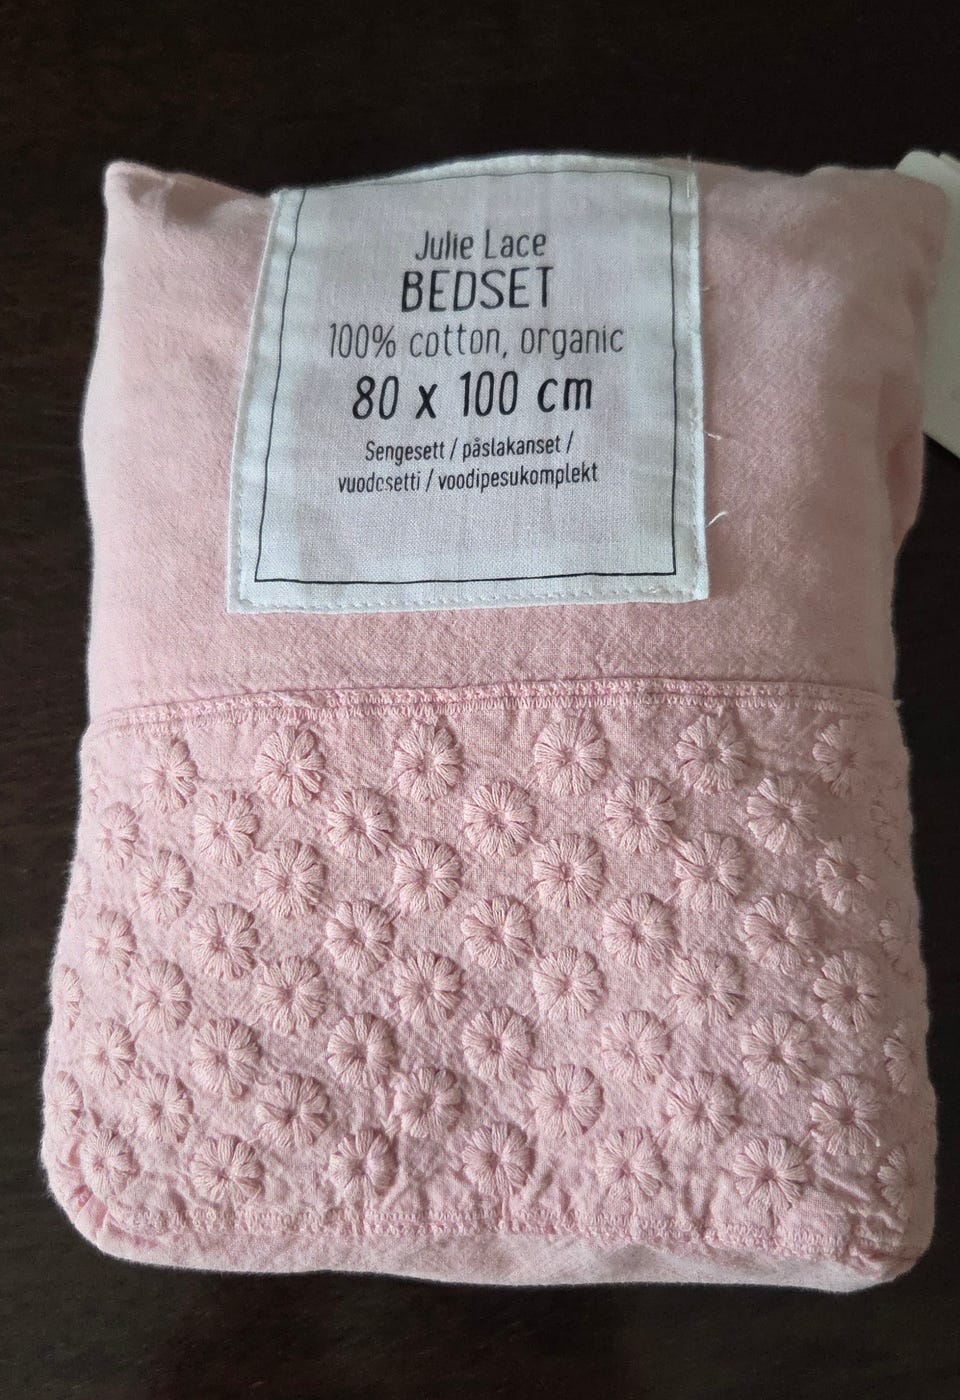 Julie Lace
BEDSET
100% cotton, organic
80 x 100 cm
Sengesett / påslakanset /
vuodesetti / voodipesukomplekt